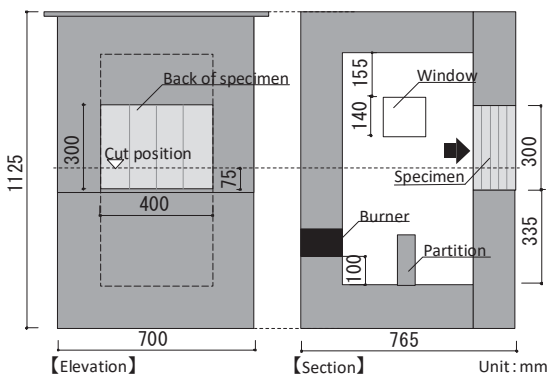 Back of specimen
Cut position
300
75
400
1125
700
【Elevation】
155
Window
140
Specimen
300
Burner
335
Partition
100
765
【Section】
Unit：mm